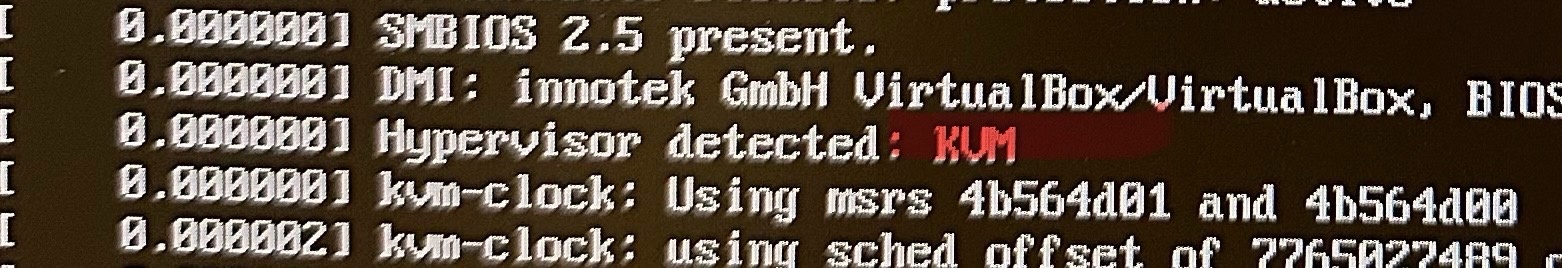 [    0.000000] SMBIOS 2.5 present.
[    0.000000] DMI: innotek GmbH VirtualBox/VirtualBox, BIOS
[    0.000000] Hypervisor detected: KVM
[    0.000000] kvm-clock: Using msrs 4b564d01 and 4b564d00
[    0.000002] kvm-clock: using sched offset of 7765027489